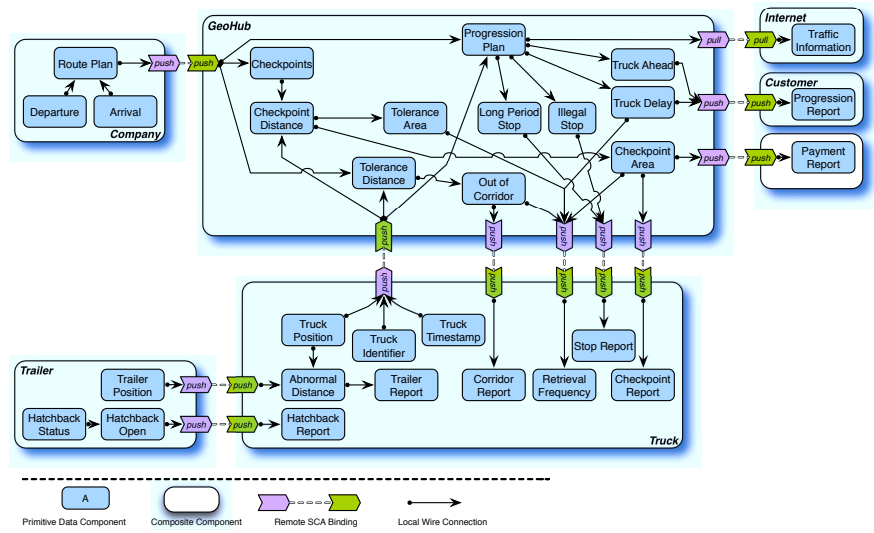 GeoHub
Internet
Progression
Plan
pull
pull
Traffic
Information
Route Plan
push
push
Checkpoints
Truck Ahead
Customer
Departure
Arrival
Company
Checkpoint
Distance
Tolerance
Area
Long Period
Stop
Illegal
Stop
Truck Delay
push
push
Progression
Report
Checkpoint
Area
push
push
Payment
Report
Tolerance
Distance
Out of
Corridor
push
push
push
push
push
push
push
push
push
push
Truck
Position
Truck
Identifier
Truck
Timestamp
Stop Report
Trailer
Trailer
Position
push
push
Abnormal
Distance
Trailer
Report
Corridor
Report
Retrieval
Frequency
Checkpoint
Report
Hatchback
Status
Hatchback
Open
push
push
Hatchback
Report
Truck
A
Primitive Data Component
Composite Component
Remote SCA Binding
Local Wire Connection